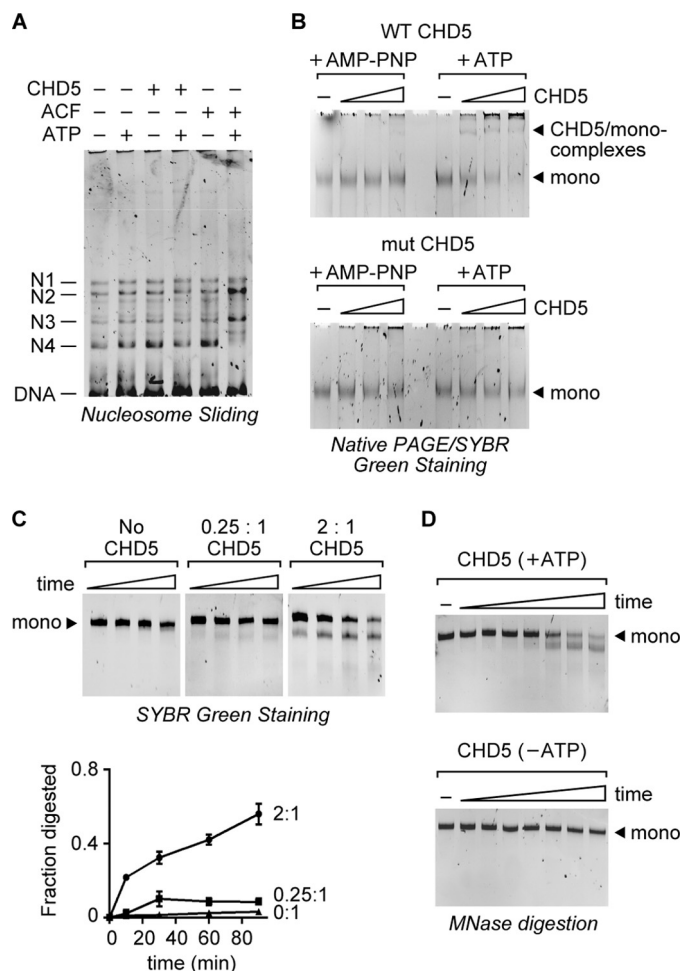 A
CHD5 – – + + – –
ACF – – – – + +
ATP – + – + – +
N1
N2
N3
N4
DNA
Nucleosome Sliding
B
WT CHD5
+AMP-PNP +ATP
– – CHD5
CHD5/mono-
complexes
mono
mut CHD5
+AMP-PNP +ATP
– – CHD5
mono
Native PAGE/SYBR
Green Staining
C
No 0.25 : 1 2 : 1
CHD5 CHD5 CHD5
time
mono
SYBR Green Staining
Fraction digested
0.8
0.4
0
0 20 40 60 80
2:1
0.25:1
0:1
time (min)
D
CHD5 (+ATP)
– time
mono
CHD5 (–ATP)
– time
mono
MNase digestion